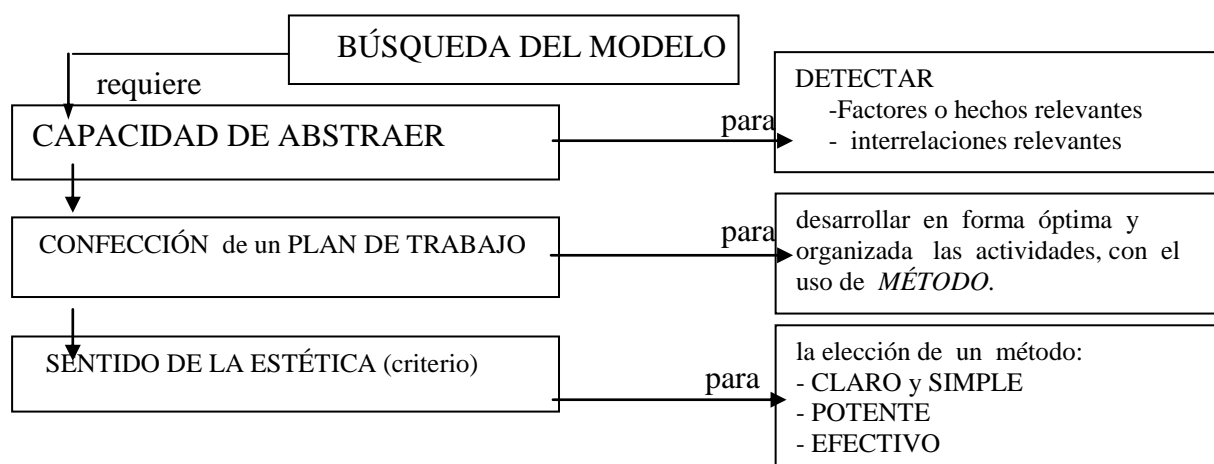 BÚSQUEDA DEL MODELO
requiere
CAPACIDAD DE ABSTRAER
para
DETECTAR
-Factores o hechos relevantes
- interrelaciones relevantes
CONFECCIÓN de un PLAN DE TRABAJO
para
desarrollar en forma óptima y
organizada las actividades, con el
uso de MÉTODO.
SENTIDO DE LA ESTÉTICA (criterio)
para
la elección de un método:
- CLARO y SIMPLE
- POTENTE
- EFECTIVO